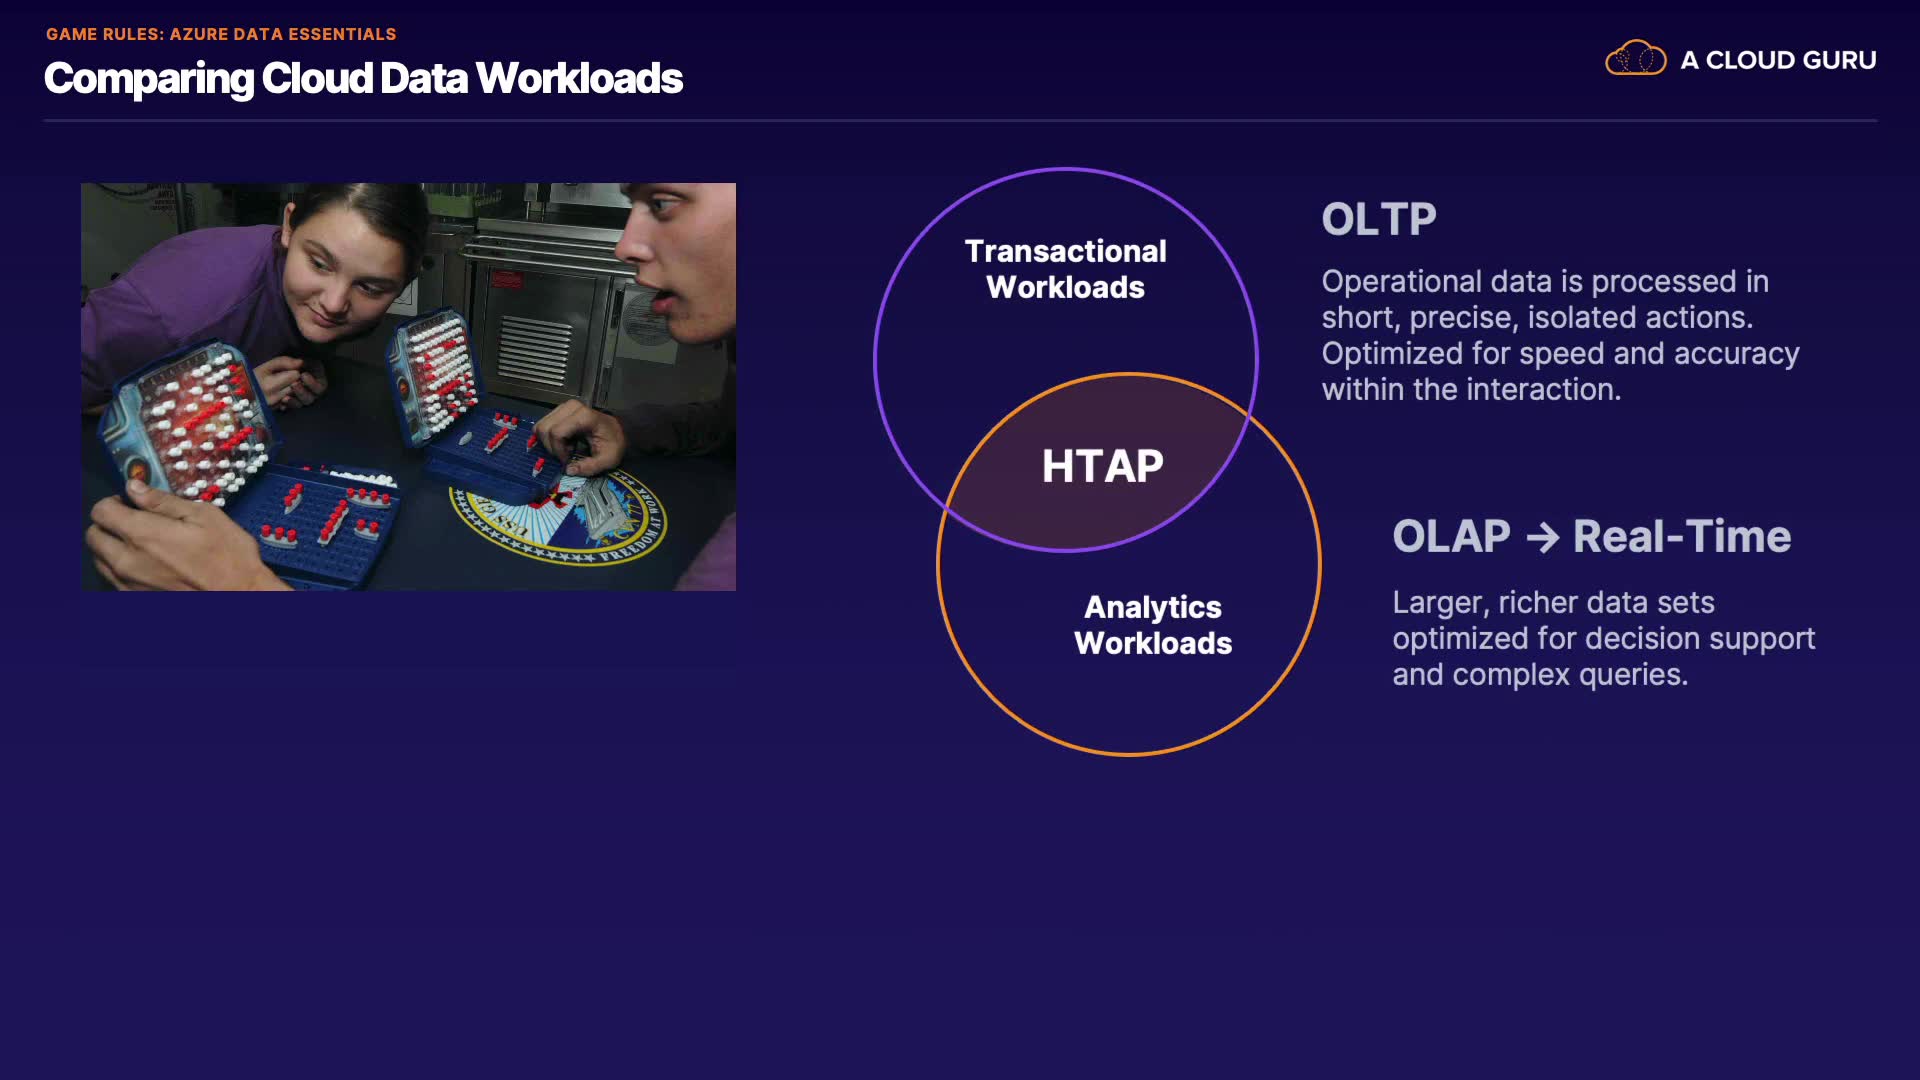 GAME RULES: AZURE DATA ESSENTIALS
Comparing Cloud Data Workloads
A CLOUD GURU
FREEDOM AT WORK
Transactional
Workloads
HTAP
Analytics
Workloads
OLTP
Operational data is processed in
short, precise, isolated actions.
Optimized for speed and accuracy
within the interaction.
OLAP → Real-Time
Larger, richer data sets
optimized for decision support
and complex queries.